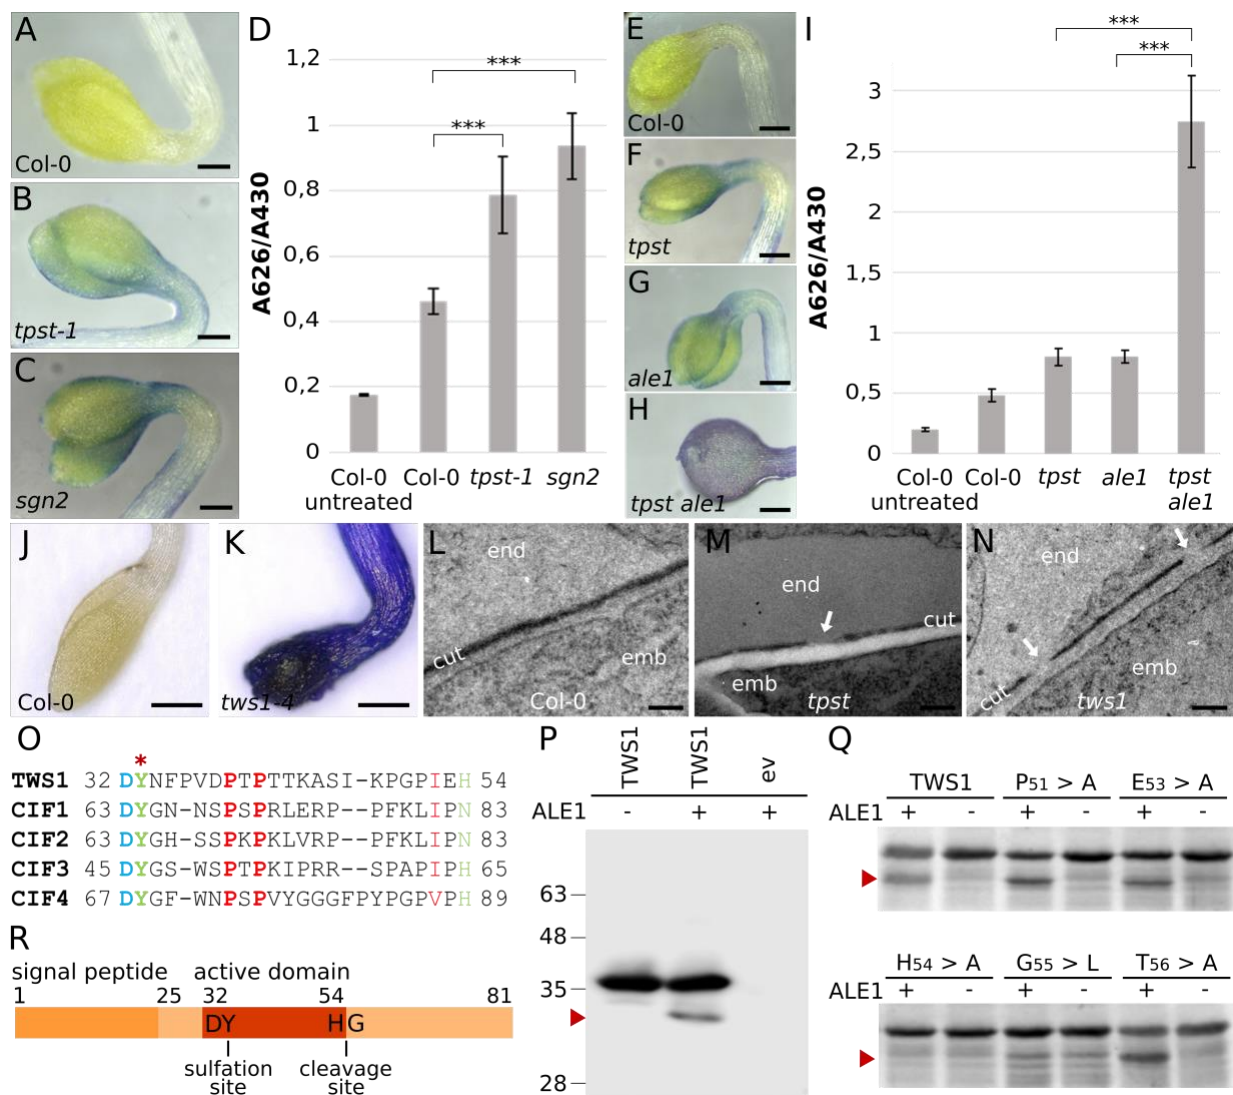 A
Col-0
B
tpst-1
C
sgn2
D
1,2
1
0,8
0,6
0,4
0,2
0
A626/A430
***
***
Col-0 Col-0 tpst-1 sgn2
untreated
E
Col-0
F
tpst
G
ale1
H
tpst ale1
I
***
***
3
2,5
2
1,5
1
0,5
0
A626/A430
Col-0 Col-0 tpst ale1 tpst
untreated ale1
J
Col-0
K
tws1-4
L
end
cut
emb
Col-0
M
end
cut
emb
tpst
N
end
emb
cut
tws1
O
*
TWS1 32 DYNFPVDPTPTTKASI-KPGPIEH 54
CIF1 63 DYGN-NSPSPRLERP--PFKLIPN 83
CIF2 63 DYGH-SSPKPKLVRP--PFKLIPN 83
CIF3 45 DYGS-WSPTPKIPRR--SPAPIPH 65
CIF4 67 DYGF-WNPSPVYGGGFPYPGPVPH 89
P
TWS1 TWS1 ev
ALE1 - + +
63
48
35
28
Q
TWS1 P51 > A E53 > A
ALE1 + - + - + -
H54 > A G55 > L T56 > A
ALE1 + - + - + -
R
signal peptide active domain
1 25 32 54 81
DY H G
sulfation cleavage
site site